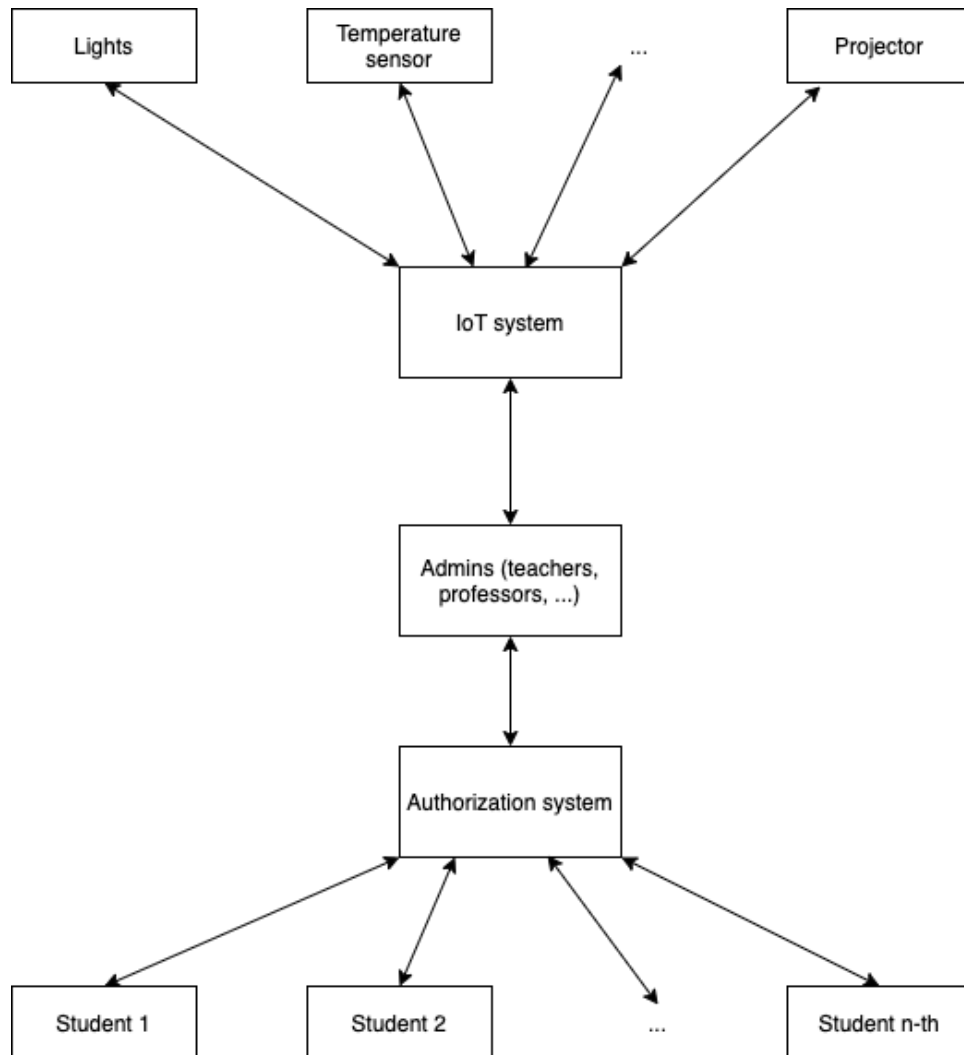 Lights
Temperature
sensor
...
Projector
IoT system
Admins (teachers,
professors, ...)
Authorization system
Student 1
Student 2
...
Student n-th